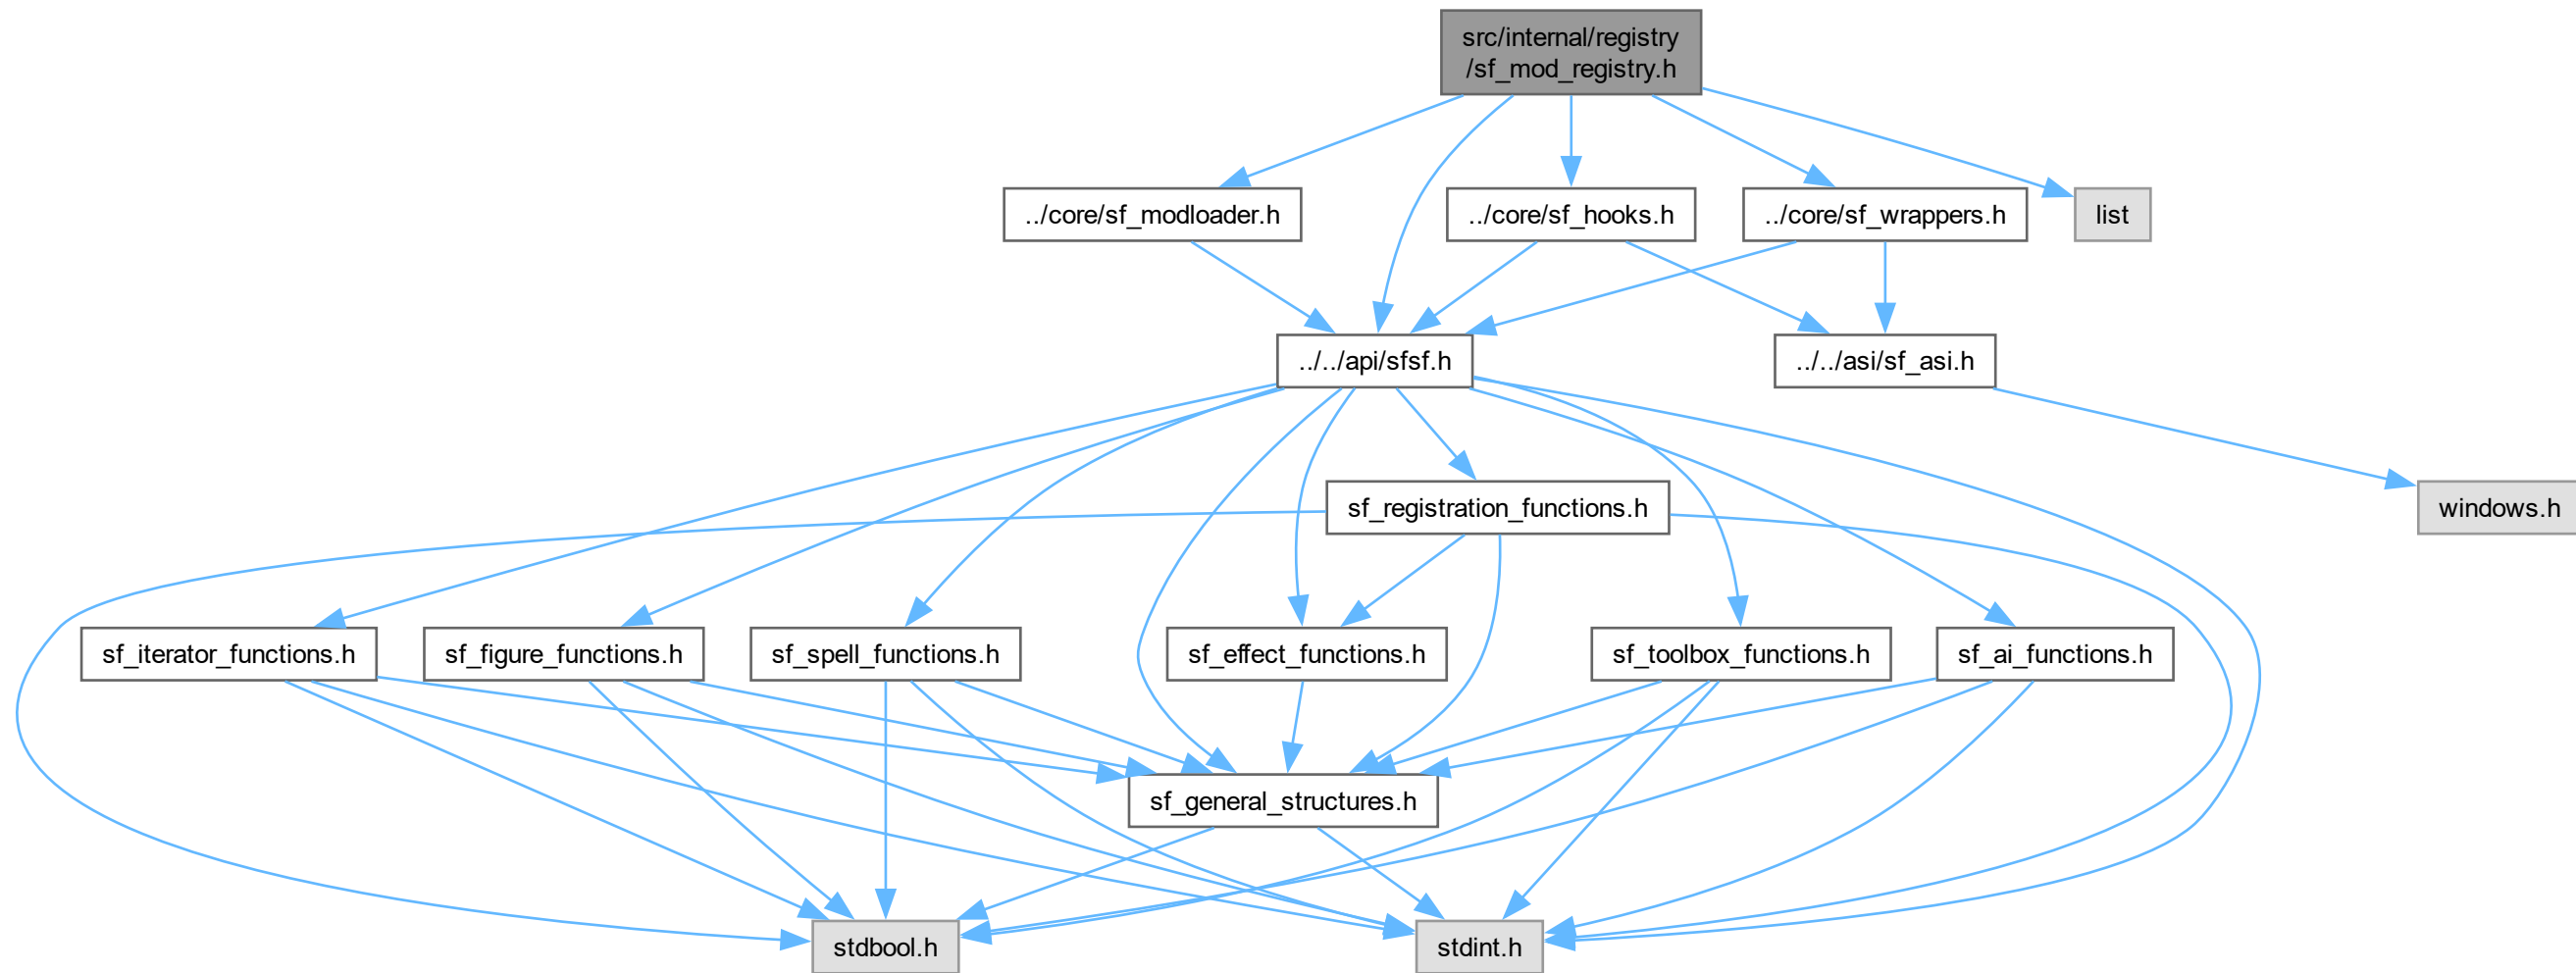 src/internal/registry
/sf_mod_registry.h
../core/sf_modloader.h
../core/sf_hooks.h
../core/sf_wrappers.h
list
../../api/sfsf.h
../../asi/sf_asi.h
sf_registration_functions.h
windows.h
sf_iterator_functions.h
sf_figure_functions.h
sf_spell_functions.h
sf_effect_functions.h
sf_toolbox_functions.h
sf_ai_functions.h
sf_general_structures.h
stdbool.h
stdint.h